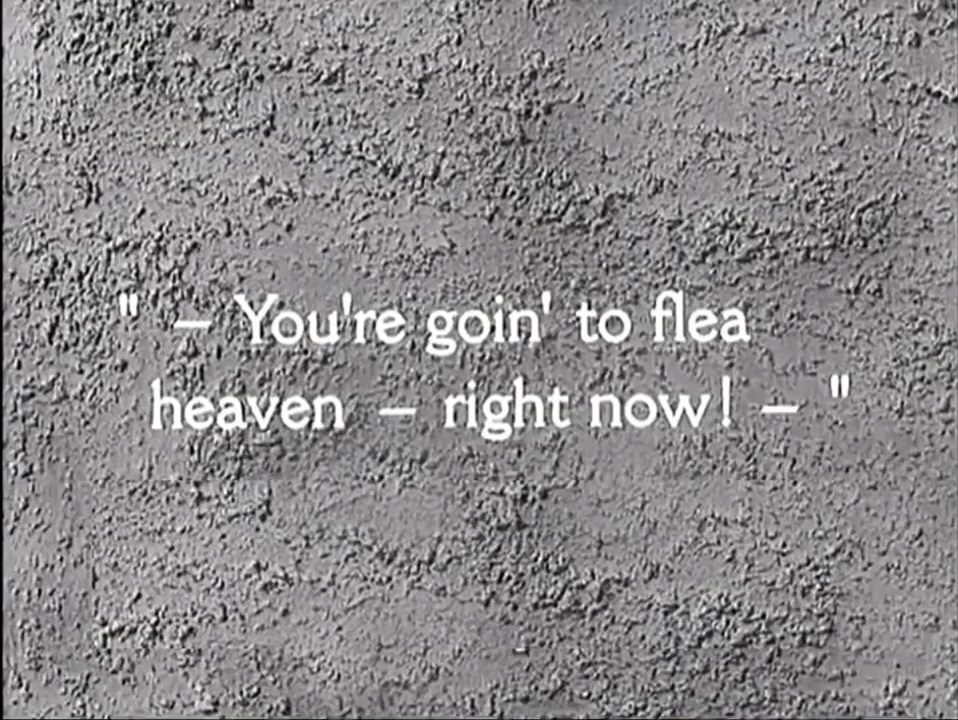 " – You're goin' to flea
heaven – right now! – "